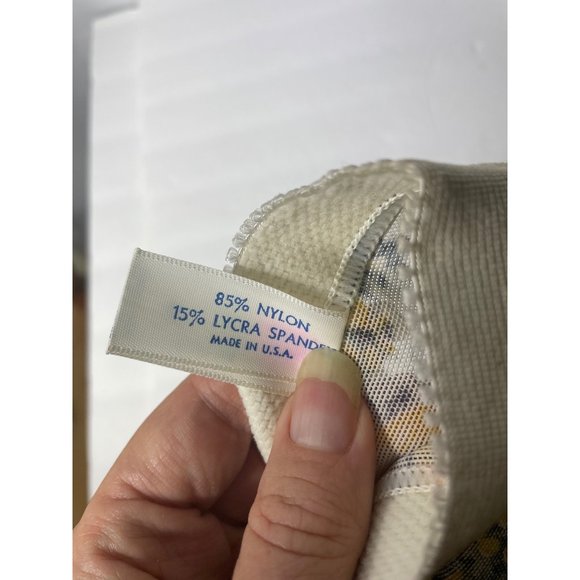 85% NYLON
15% LYCRA SPANDE
MADE IN U.S.A.